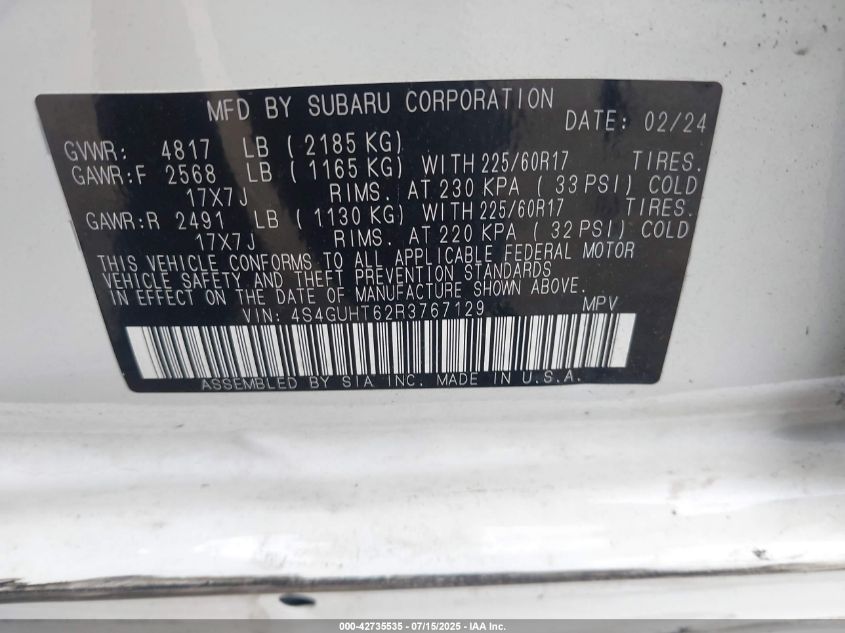 MFD BY SUBARU CORPORATION
DATE: 02/24
GVWR: 4817 LB ( 2185 KG)
GAWR:F 2568 LB ( 1165 KG) WITH 225/60R17 TIRES.
17X7J RIMS. AT 230 KPA ( 33 PSI) COLD
GAWR:R 2491 LB ( 1130 KG) WITH 225/60R17 TIRES.
17X7J RIMS. AT 220 KPA ( 32 PSI) COLD
THIS VEHICLE CONFORMS TO ALL APPLICABLE FEDERAL MOTOR
VEHICLE SAFETY AND THEFT PREVENTION STANDARDS
IN EFFECT ON THE DATE OF MANUFACTURE SHOWN ABOVE.
VIN: 4S4GUHT62R3767129 MPV
ASSEMBLED BY SIA INC. MADE IN U.S.A.
000-42735535 - 07/15/2025 - IAA Inc.